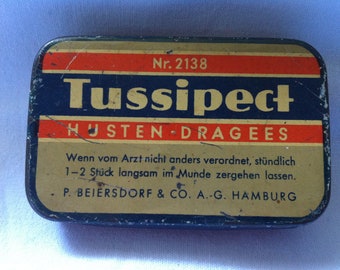 Nr. 2138
Tussipect
HUSTEN-DRAGEES
Wenn vom Arzt nicht anders verordnet, stündlich
1-2 Stück langsam im Munde zergehen lassen.
P. BEIERSDORF & CO. A.-G. HAMBURG